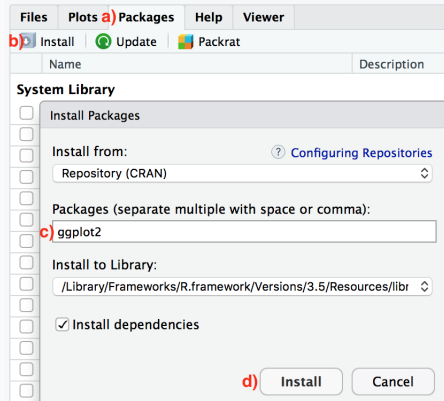 Files Plots a) Packages Help Viewer
b) Install Update Packrat
Name Description
System Library
Install Packages
Install from: ? Configuring Repositories
Repository (CRAN)
Packages (separate multiple with space or comma):
c) ggplot2
Install to Library:
/Library/Frameworks/R.framework/Versions/3.5/Resources/libr
Install dependencies
d) Install Cancel